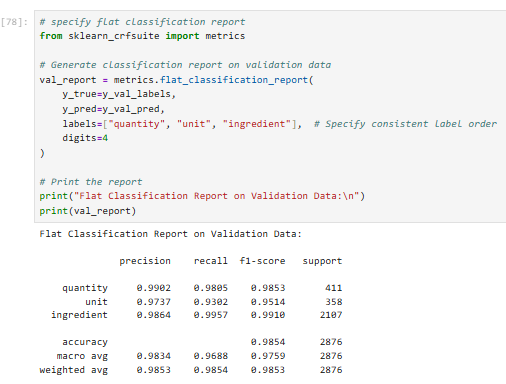 [78]: # specify flat classification report
from sklearn_crfsuite import metrics
# Generate classification report on validation data
val_report = metrics.flat_classification_report(
    y_true=y_val_labels,
    y_pred=y_val_pred,
    labels=["quantity", "unit", "ingredient"],  # Specify consistent label order
    digits=4
)
# Print the report
print("Flat Classification Report on Validation Data:\n")
print(val_report)
Flat Classification Report on Validation Data:
precision    recall  f1-score   support
quantity     0.9902    0.9805    0.9853       411
unit     0.9737    0.9302    0.9514       358
ingredient     0.9864    0.9957    0.9910      2107
accuracy                         0.9854      2876
macro avg     0.9834    0.9688    0.9759      2876
weighted avg     0.9853    0.9854    0.9853      2876